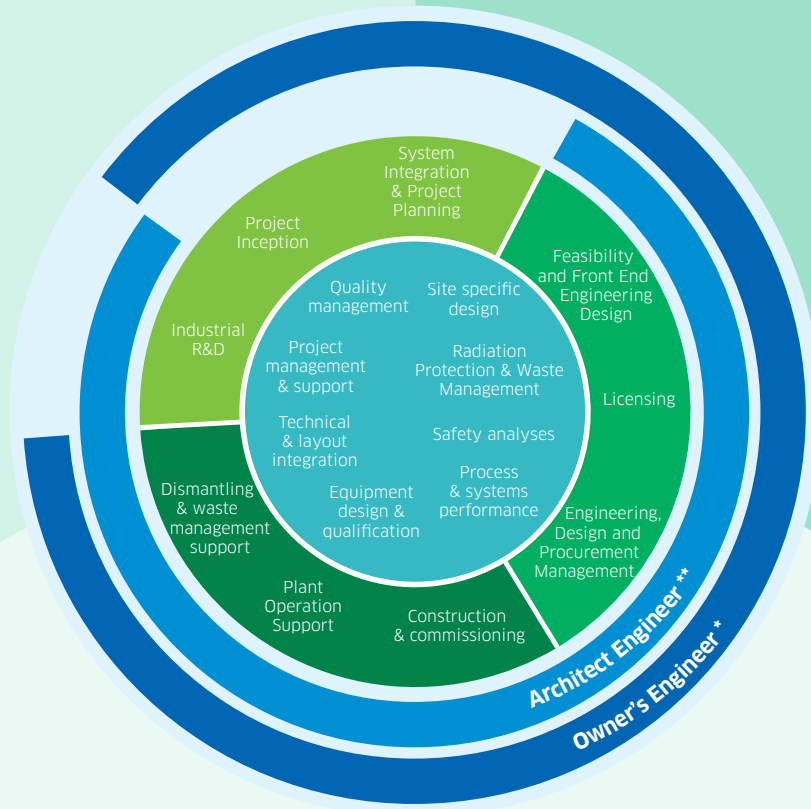 System
Integration
& Project
Planning
Project
Inception
Industrial
R&D
Feasibility
and Front End
Engineering
Design
Licensing
Engineering,
Design and
Procurement
Management
Construction
& commissioning
Plant
Operation
Support
Dismantling
& waste
management
support
Quality
management
Site specific
design
Project
management
& support
Radiation
Protection & Waste
Management
Technical
& layout
integration
Safety analyses
Equipment
design &
qualification
Process
& systems
performance
Architect Engineer**
Owner's Engineer*